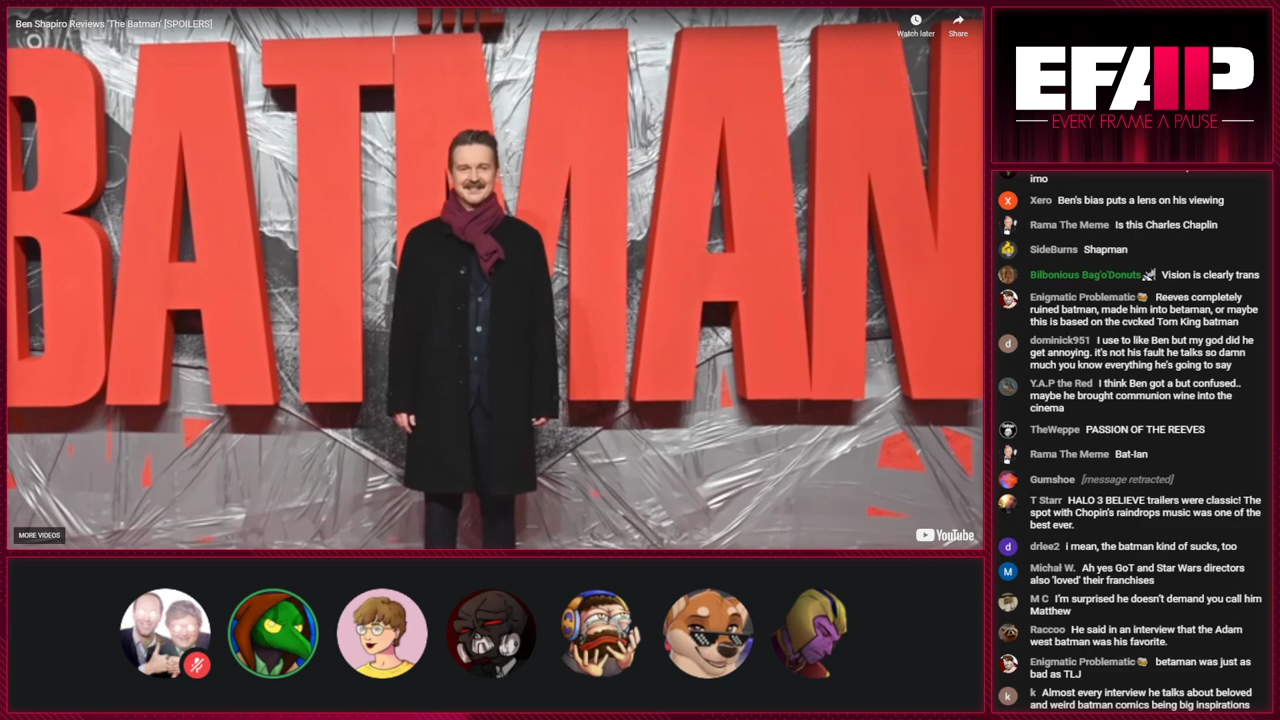 Ben Shapiro Reviews 'The Batman' [SPOILERS]
Watch later
Share
THE
BATMAN
MORE VIDEOS
YouTube
EFAP
EVERY FRAME A PAUSE
imo
Xero Ben's bias puts a lens on his viewing
Rama The Meme Is this Charles Chaplin
SideBurns Shapman
Bilbonious Bag'o'Donuts Vision is clearly trans
Enigmatic Problematic Reeves completely
ruined batman, made him into betaman, or maybe
this is based on the cvcked Tom King batman
dominick951 I use to like Ben but my god did he
get annoying. it's not his fault he talks so damn
much you know everything he's going to say
Y.A.P the Red I think Ben got a but confused..
maybe he brought communion wine into the
cinema
TheWeppe PASSION OF THE REEVES
Rama The Meme Bat-Ian
Gumshoe [message retracted]
T Starr HALO 3 BELIEVE trailers were classic! The
spot with Chopin's raindrops music was one of the
best ever.
drlee2 i mean, the batman kind of sucks, too
Michał W. Ah yes GoT and Star Wars directors
also 'loved' their franchises
M C I'm surprised he doesn't demand you call him
Matthew
Raccoo He said in an interview that the Adam
west batman was his favorite.
Enigmatic Problematic betaman was just as
bad as TLJ
k Almost every interview he talks about beloved
and weird batman comics being big inspirations